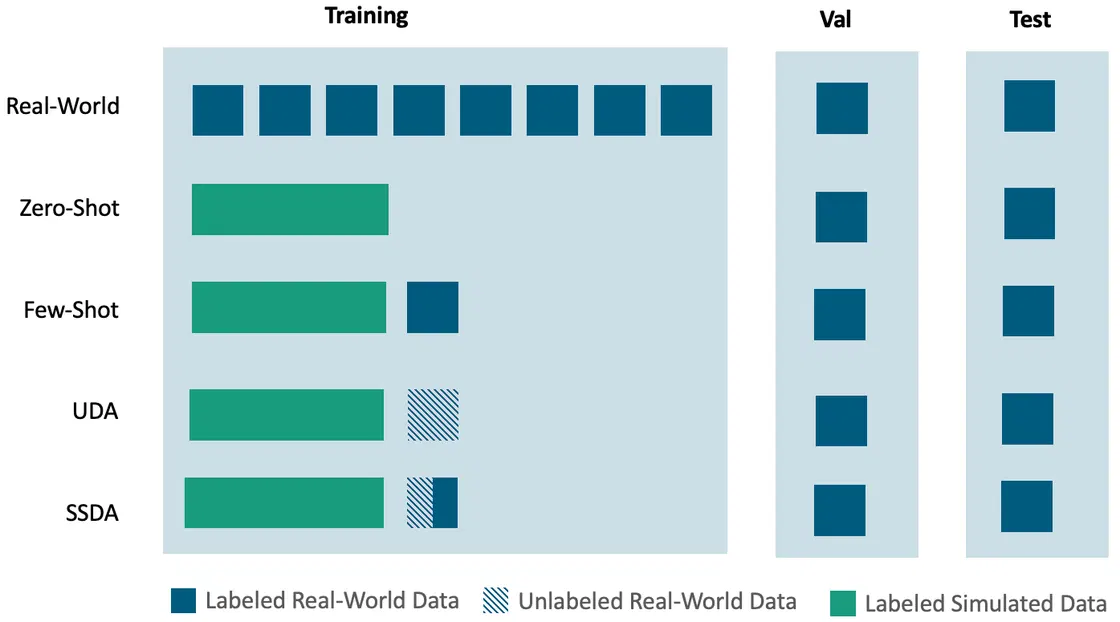 Training Val Test
Real-World
Zero-Shot
Few-Shot
UDA
SSDA
Labeled Real-World Data Unlabeled Real-World Data Labeled Simulated Data